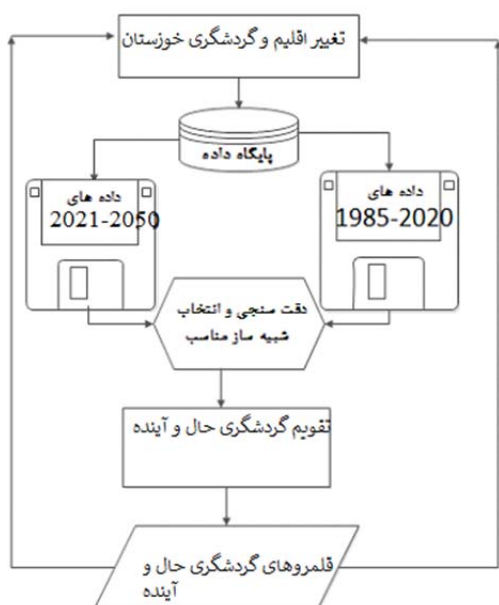 تغییر اقلیم و گردشگری خوزستان
پایگاه داده
داده های
1985-2020
داده های
2021-2050
دقت سنجی و انتخاب
شبیه ساز مناسب
تقویم گردشگری حال و آینده
قلمروهای گردشگری حال و
آینده